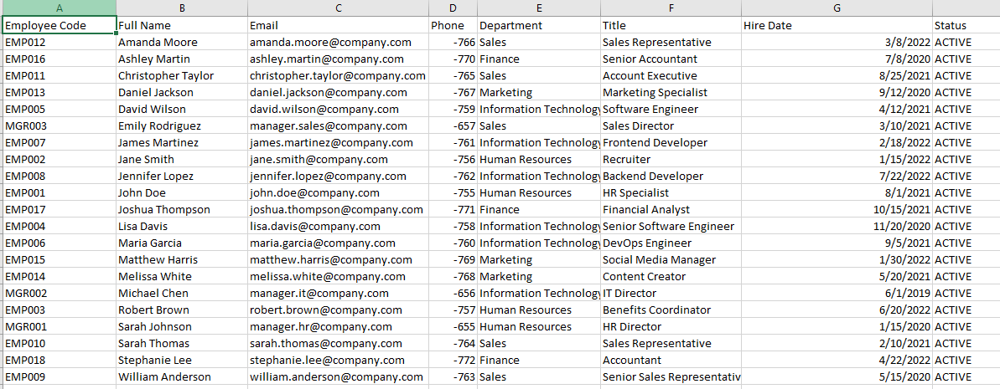 A B C D E F G
Employee Code Full Name Email Phone Department Title Hire Date Status
EMP012 Amanda Moore amanda.moore@company.com -766 Sales Sales Representative 3/8/2022 ACTIVE
EMP016 Ashley Martin ashley.martin@company.com -770 Finance Senior Accountant 7/8/2020 ACTIVE
EMP011 Christopher Taylor christopher.taylor@company.com -765 Sales Account Executive 8/25/2021 ACTIVE
EMP013 Daniel Jackson daniel.jackson@company.com -767 Marketing Marketing Specialist 9/12/2020 ACTIVE
EMP005 David Wilson david.wilson@company.com -759 Information Technology Software Engineer 4/12/2021 ACTIVE
MGR003 Emily Rodriguez manager.sales@company.com -657 Sales Sales Director 3/10/2021 ACTIVE
EMP007 James Martinez james.martinez@company.com -761 Information Technology Frontend Developer 2/18/2022 ACTIVE
EMP002 Jane Smith jane.smith@company.com -756 Human Resources Recruiter 1/15/2022 ACTIVE
EMP008 Jennifer Lopez jennifer.lopez@company.com -762 Information Technology Backend Developer 7/22/2022 ACTIVE
EMP001 John Doe john.doe@company.com -755 Human Resources HR Specialist 8/1/2021 ACTIVE
EMP017 Joshua Thompson joshua.thompson@company.com -771 Finance Financial Analyst 10/15/2021 ACTIVE
EMP004 Lisa Davis lisa.davis@company.com -758 Information Technology Senior Software Engineer 11/20/2020 ACTIVE
EMP006 Maria Garcia maria.garcia@company.com -760 Information Technology DevOps Engineer 9/5/2021 ACTIVE
EMP015 Matthew Harris matthew.harris@company.com -769 Marketing Social Media Manager 1/30/2022 ACTIVE
EMP014 Melissa White melissa.white@company.com -768 Marketing Content Creator 5/20/2021 ACTIVE
MGR002 Michael Chen manager.it@company.com -656 Information Technology IT Director 6/1/2019 ACTIVE
EMP003 Robert Brown robert.brown@company.com -757 Human Resources Benefits Coordinator 6/20/2022 ACTIVE
MGR001 Sarah Johnson manager.hr@company.com -655 Human Resources HR Director 1/15/2020 ACTIVE
EMP010 Sarah Thomas sarah.thomas@company.com -764 Sales Sales Representative 2/10/2021 ACTIVE
EMP018 Stephanie Lee stephanie.lee@company.com -772 Finance Accountant 4/22/2022 ACTIVE
EMP009 William Anderson william.anderson@company.com -763 Sales Senior Sales Representativ 5/15/2020 ACTIVE